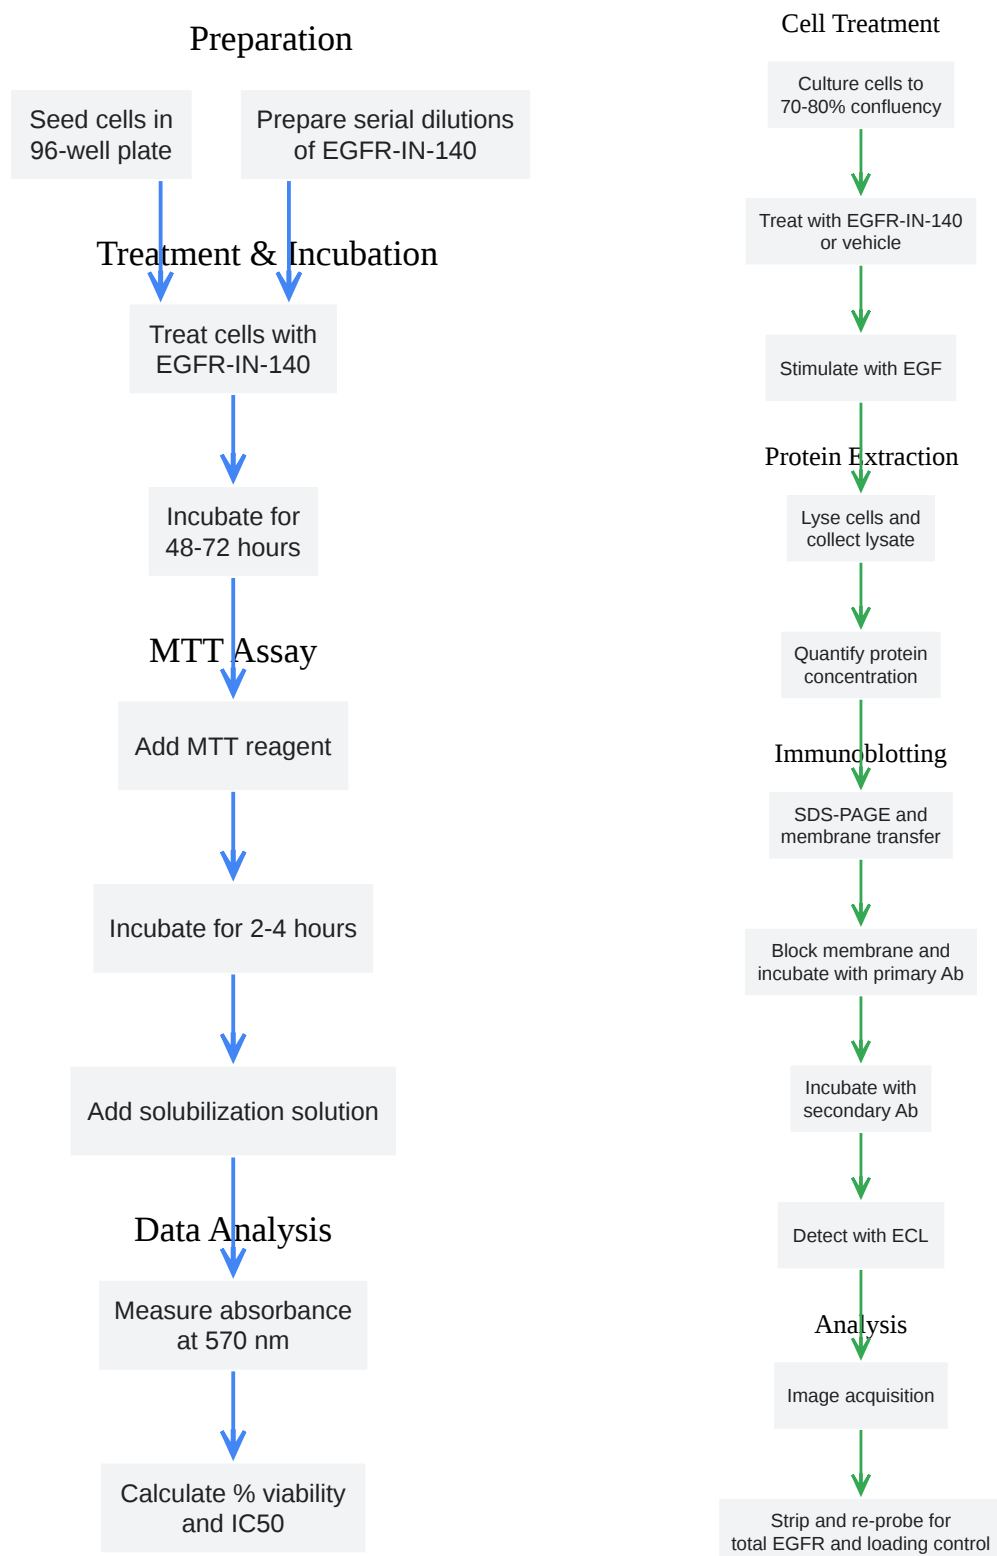 Preparation
Seed cells in
96-well plate
Prepare serial dilutions
of EGFR-IN-140
Treatment & Incubation
Treat cells with
EGFR-IN-140
Incubate for
48-72 hours
MTT Assay
Add MTT reagent
Incubate for 2-4 hours
Add solubilization solution
Data Analysis
Measure absorbance
at 570 nm
Calculate % viability
and IC50
Cell Treatment
Culture cells to
70-80% confluency
Treat with EGFR-IN-140
or vehicle
Stimulate with EGF
Protein Extraction
Lyse cells and
collect lysate
Quantify protein
concentration
Immunoblotting
SDS-PAGE and
membrane transfer
Block membrane and
incubate with primary Ab
Incubate with
secondary Ab
Detect with ECL
Analysis
Image acquisition
Strip and re-probe for
total EGFR and loading control